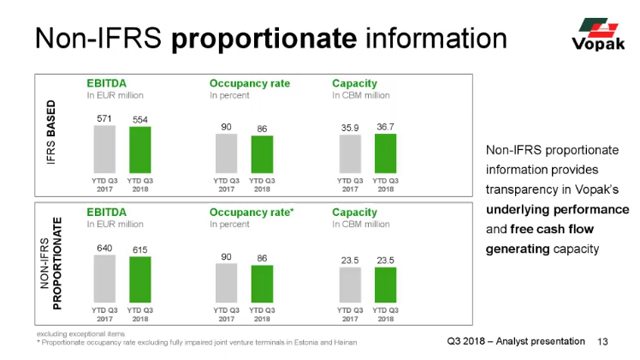 Non-IFRS proportionate information
Vopak
IFRS BASED
EBITDA
In EUR million
571
554
YTD Q3 2017
YTD Q3 2018
Occupancy rate
In percent
90
86
YTD Q3 2017
YTD Q3 2018
Capacity
In CBM million
35.9
36.7
YTD Q3 2017
YTD Q3 2018
NON-IFRS
PROPORTIONATE
EBITDA
In EUR million
640
615
YTD Q3 2017
YTD Q3 2018
Occupancy rate*
In percent
90
86
YTD Q3 2017
YTD Q3 2018
Capacity
In CBM million
23.5
23.5
YTD Q3 2017
YTD Q3 2018
Non-IFRS proportionate
information provides
transparency in Vopak's
underlying performance
and free cash flow
generating capacity
excluding exceptional items
* Proportionate occupancy rate excluding fully impaired joint venture terminals in Estonia and Hainan
Q3 2018 – Analyst presentation 13